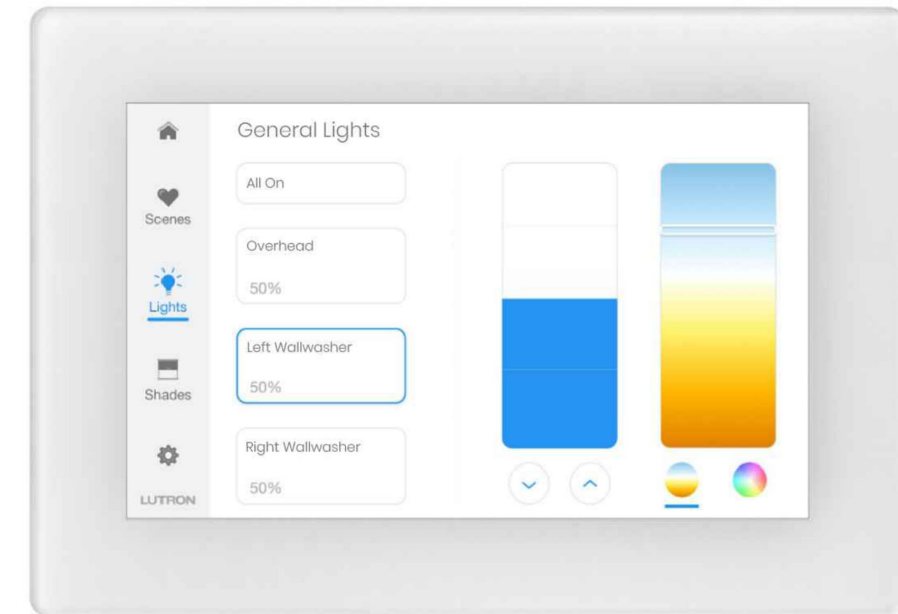 General Lights
Scenes
Lights
Shades
LUTRON
All On
Overhead
50%
Left Wallwasher
50%
Right Wallwasher
50%